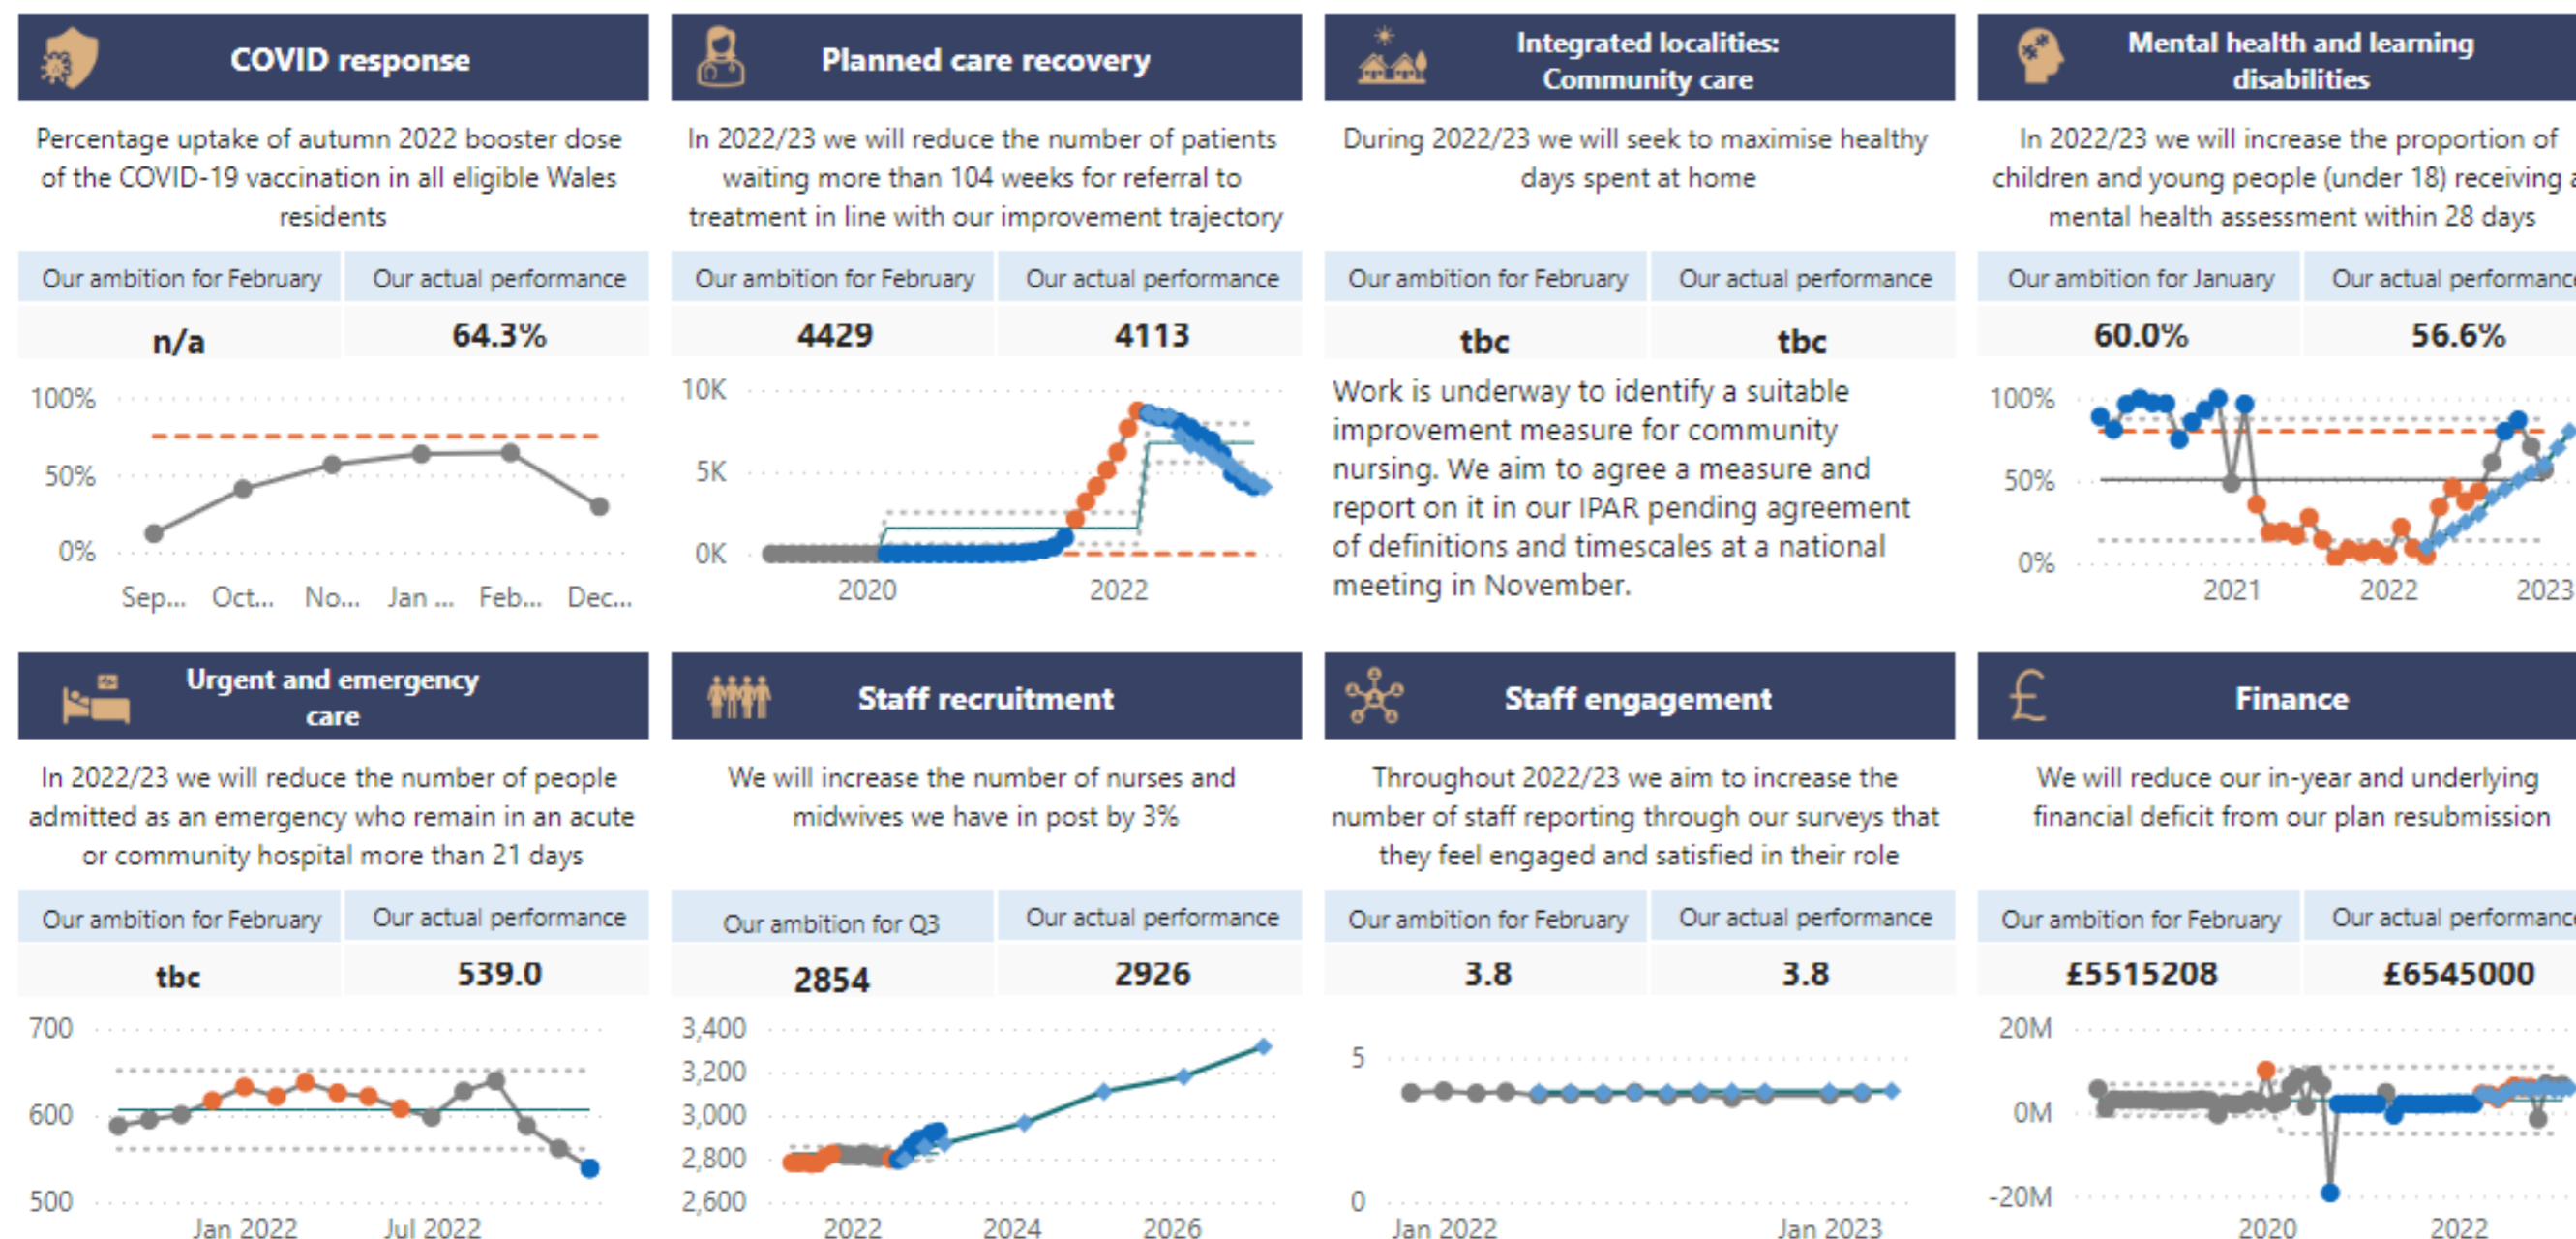 COVID response
Percentage uptake of autumn 2022 booster dose
of the COVID-19 vaccination in all eligible Wales
residents
Our ambition for February
Our actual performance
n/a
64.3%
100%
50%
0%
Sep...
Oct...
No...
Jan ...
Feb...
Dec...
Planned care recovery
In 2022/23 we will reduce the number of patients
waiting more than 104 weeks for referral to
treatment in line with our improvement trajectory
Our ambition for February
Our actual performance
4429
4113
10K
5K
0K
2020
2022
Integrated localities:
Community care
During 2022/23 we will seek to maximise healthy
days spent at home
Our ambition for February
Our actual performance
tbc
tbc
Work is underway to identify a suitable
improvement measure for community
nursing. We aim to agree a measure and
report on it in our IPAR pending agreement
of definitions and timescales at a national
meeting in November.
Mental health and learning
disabilities
In 2022/23 we will increase the proportion of
children and young people (under 18) receiving a
mental health assessment within 28 days
Our ambition for January
Our actual performance
60.0%
56.6%
100%
50%
0%
2021
2022
2023
Urgent and emergency
care
In 2022/23 we will reduce the number of people
admitted as an emergency who remain in an acute
or community hospital more than 21 days
Our ambition for February
Our actual performance
tbc
539.0
700
600
500
Jan 2022
Jul 2022
Staff recruitment
We will increase the number of nurses and
midwives we have in post by 3%
Our ambition for Q3
Our actual performance
2854
2926
3,400
3,200
3,000
2,800
2,600
2022
2024
2026
Staff engagement
Throughout 2022/23 we aim to increase the
number of staff reporting through our surveys that
they feel engaged and satisfied in their role
Our ambition for February
Our actual performance
3.8
3.8
5
0
Jan 2022
Jan 2023
Finance
We will reduce our in-year and underlying
financial deficit from our plan resubmission
Our ambition for February
Our actual performance
£5515208
£6545000
20M
0M
-20M
2020
2022